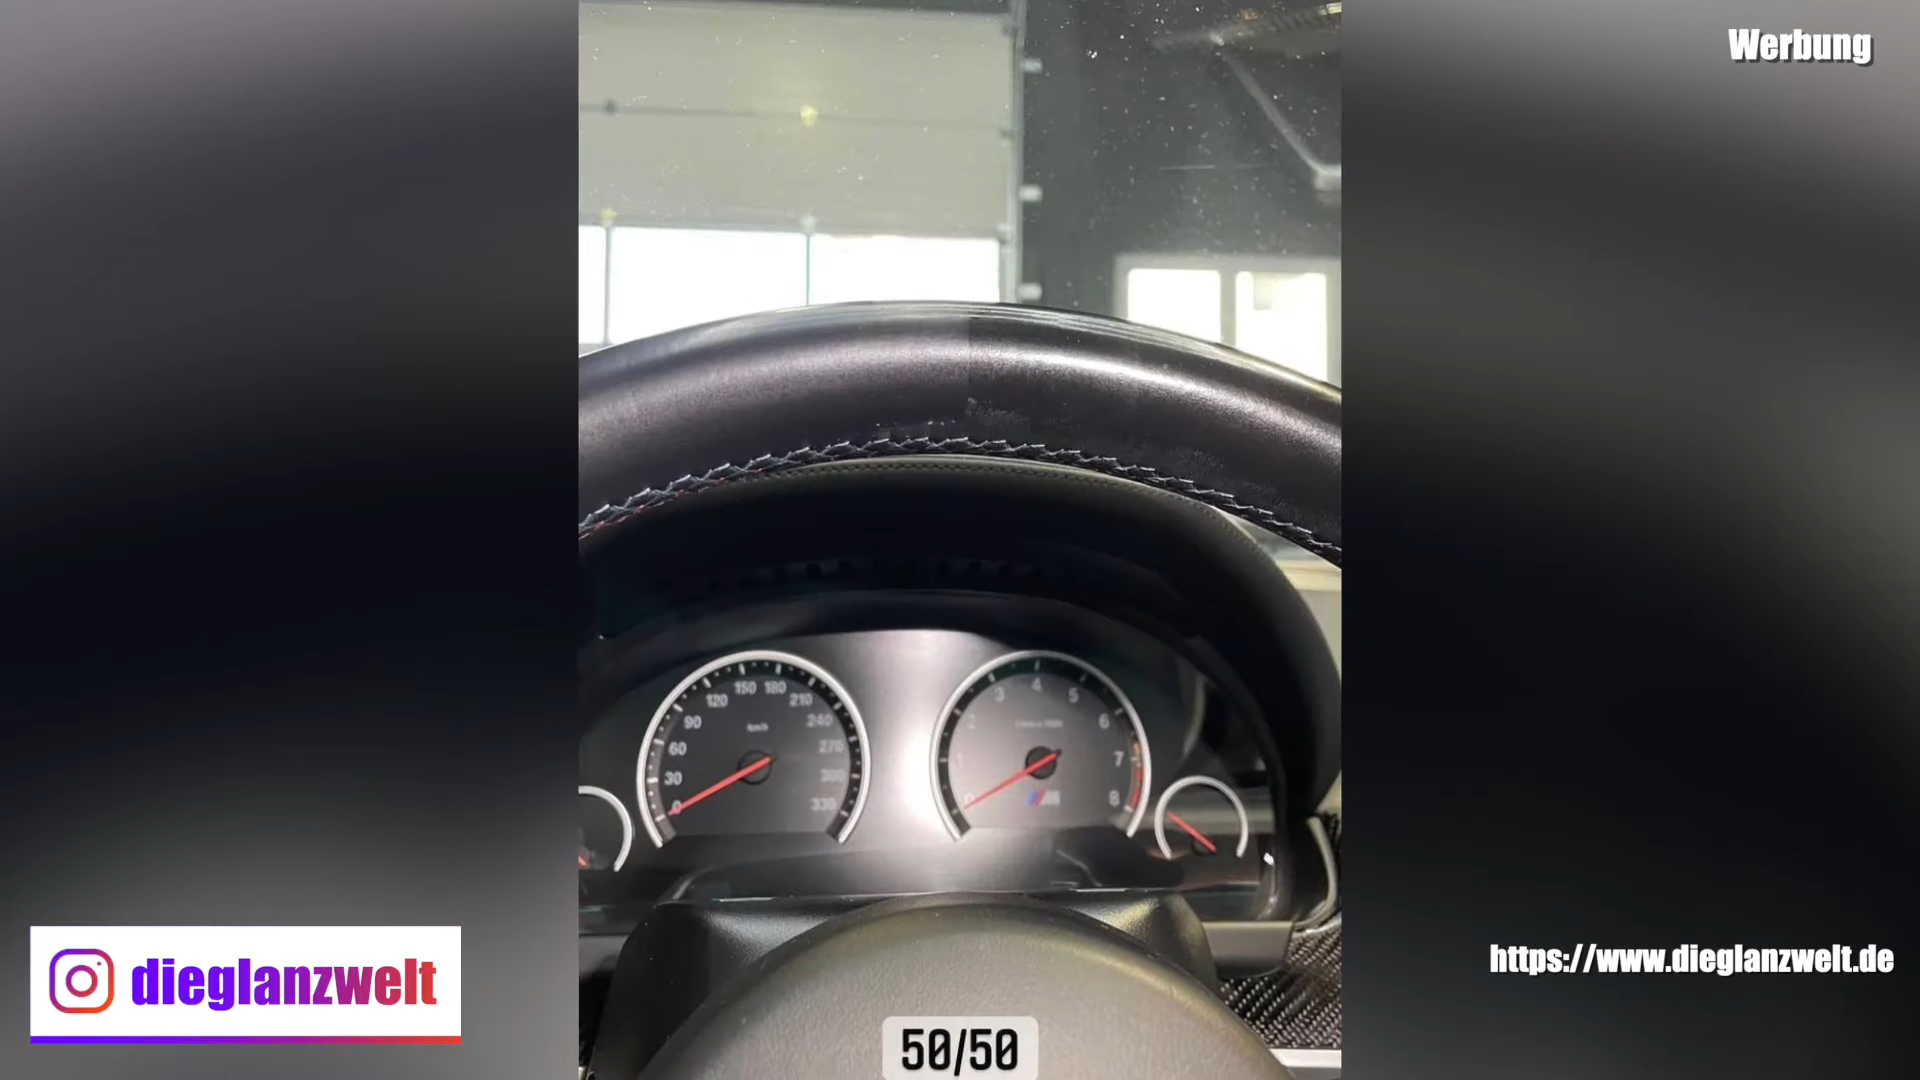 Werbung
150 180
120 210
90 km/h 240
60 270
30 300
0 330
4
3 5
2 6
1 7
0 8
M
dieglanzwelt
https://www.dieglanzwelt.de
50/50